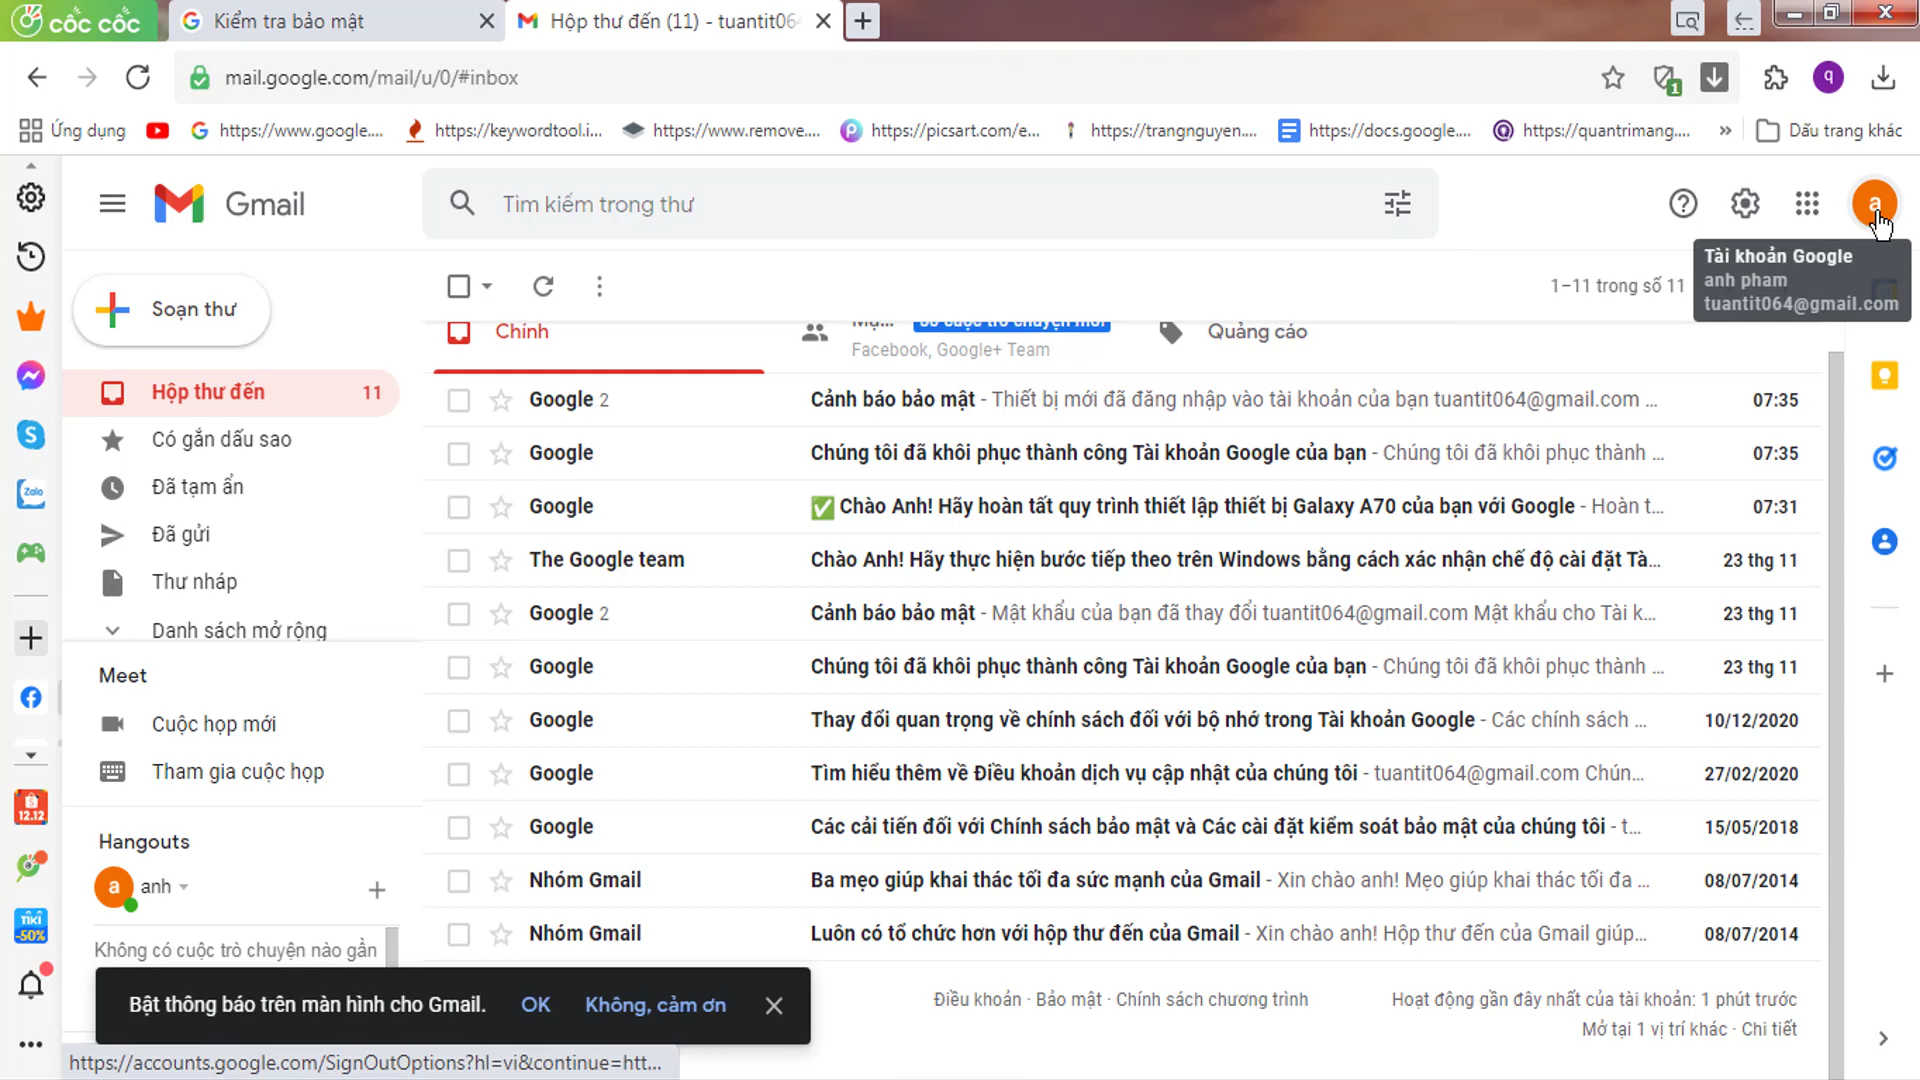 cốc cốc
Kiểm tra bảo mật
Hộp thư đến (11) - tuantit064
mail.google.com/mail/u/0/#inbox
1
q
Ứng dụng
https://www.google....
https://keywordtool.i...
https://www.remove....
https://picsart.com/e...
https://trangnguyen....
https://docs.google....
https://quantrimang....
Dấu trang khác
Gmail
Tìm kiếm trong thư
a
Tài khoản Google
anh pham
tuantit064@gmail.com
Soạn thư
1–11 trong số 11
Chính
Facebook, Google+ Team
Quảng cáo
Hộp thư đến 11
Có gắn dấu sao
Đã tạm ẩn
Đã gửi
Thư nháp
Danh sách mở rộng
Meet
Cuộc họp mới
Tham gia cuộc họp
Hangouts
a anh
Không có cuộc trò chuyện nào gần
Google 2 Cảnh báo bảo mật - Thiết bị mới đã đăng nhập vào tài khoản của bạn tuantit064@gmail.com ... 07:35
Google Chúng tôi đã khôi phục thành công Tài khoản Google của bạn - Chúng tôi đã khôi phục thành ... 07:35
Google ✅ Chào Anh! Hãy hoàn tất quy trình thiết lập thiết bị Galaxy A70 của bạn với Google - Hoàn t... 07:31
The Google team Chào Anh! Hãy thực hiện bước tiếp theo trên Windows bằng cách xác nhận chế độ cài đặt Tà... 23 thg 11
Google 2 Cảnh báo bảo mật - Mật khẩu của bạn đã thay đổi tuantit064@gmail.com Mật khẩu cho Tài k... 23 thg 11
Google Chúng tôi đã khôi phục thành công Tài khoản Google của bạn - Chúng tôi đã khôi phục thành ... 23 thg 11
Google Thay đổi quan trọng về chính sách đối với bộ nhớ trong Tài khoản Google - Các chính sách ... 10/12/2020
Google Tìm hiểu thêm về Điều khoản dịch vụ cập nhật của chúng tôi - tuantit064@gmail.com Chún... 27/02/2020
Google Các cải tiến đối với Chính sách bảo mật và Các cài đặt kiểm soát bảo mật của chúng tôi - t... 15/05/2018
Nhóm Gmail Ba mẹo giúp khai thác tối đa sức mạnh của Gmail - Xin chào anh! Mẹo giúp khai thác tối đa ... 08/07/2014
Nhóm Gmail Luôn có tổ chức hơn với hộp thư đến của Gmail - Xin chào anh! Hộp thư đến của Gmail giúp... 08/07/2014
Điều khoản · Bảo mật · Chính sách chương trình
Hoạt động gần đây nhất của tài khoản: 1 phút trước
Mở tại 1 vị trí khác · Chi tiết
Bật thông báo trên màn hình cho Gmail. OK Không, cảm ơn
https://accounts.google.com/SignOutOptions?hl=vi&continue=htt...
Zalo
12.12
TIKI
-50%